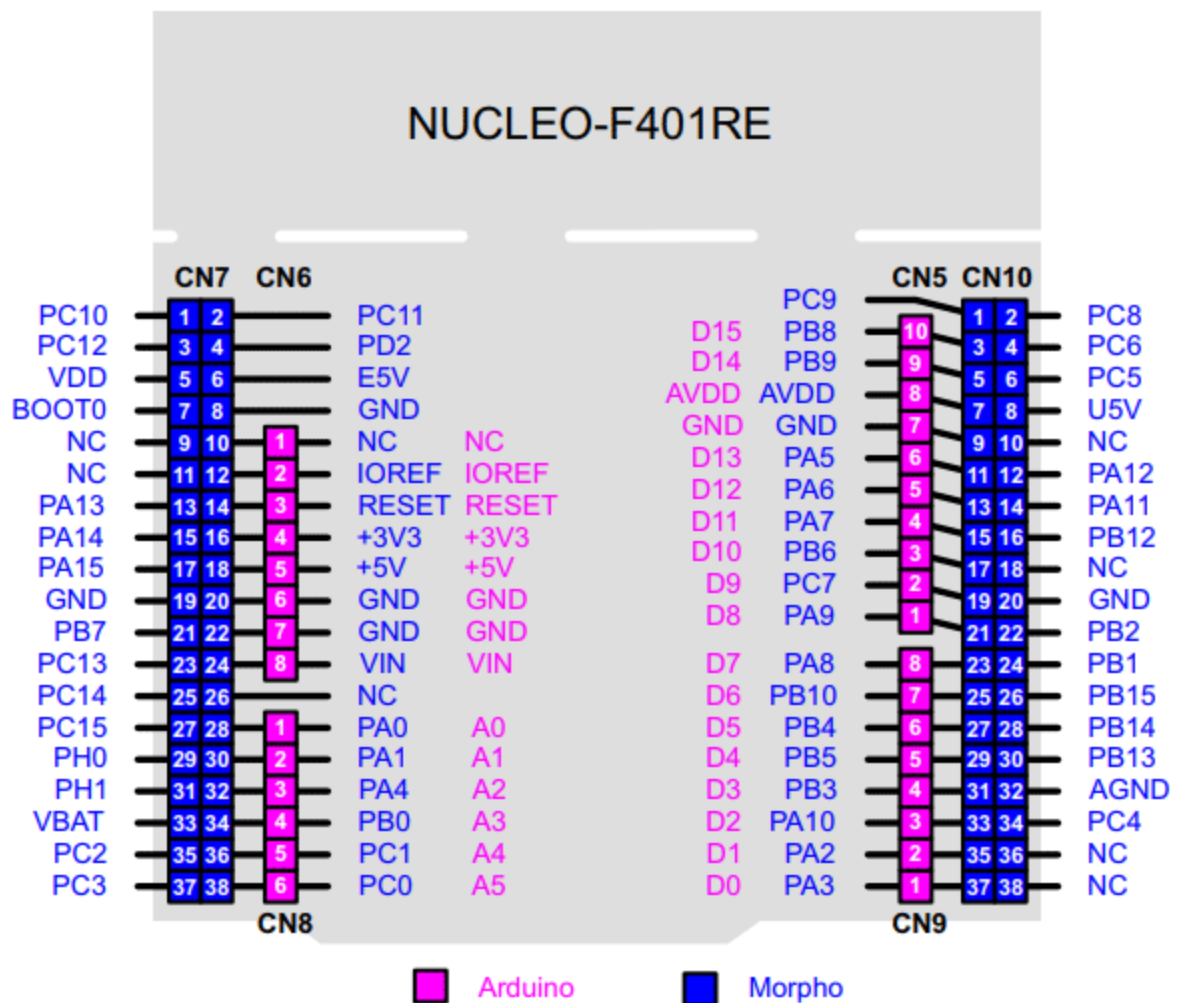 NUCLEO-F401RE
CN7 CN6 CN5 CN10
PC9
PC10 1 2 PC11 D15 PB8 10 1 2 PC8
PC12 3 4 PD2 D14 PB9 9 3 4 PC6
VDD 5 6 E5V AVDD AVDD 8 5 6 PC5
BOOT0 7 8 GND GND GND 7 7 8 U5V
NC 9 10 1 NC NC D13 PA5 6 9 10 NC
NC 11 12 2 IOREF IOREF D12 PA6 5 11 12 PA12
PA13 13 14 3 RESET RESET D11 PA7 4 13 14 PA11
PA14 15 16 4 +3V3 +3V3 D10 PB6 3 15 16 PB12
PA15 17 18 5 +5V +5V D9 PC7 2 17 18 NC
GND 19 20 6 GND GND D8 PA9 1 19 20 GND
PB7 21 22 7 GND GND 21 22 PB2
PC13 23 24 8 VIN VIN D7 PA8 8 23 24 PB1
PC14 25 26 NC D6 PB10 7 25 26 PB15
PC15 27 28 1 PA0 A0 D5 PB4 6 27 28 PB14
PH0 29 30 2 PA1 A1 D4 PB5 5 29 30 PB13
PH1 31 32 3 PA4 A2 D3 PB3 4 31 32 AGND
VBAT 33 34 4 PB0 A3 D2 PA10 3 33 34 PC4
PC2 35 36 5 PC1 A4 D1 PA2 2 35 36 NC
PC3 37 38 6 PC0 A5 D0 PA3 1 37 38 NC
CN8 CN9
Arduino Morpho